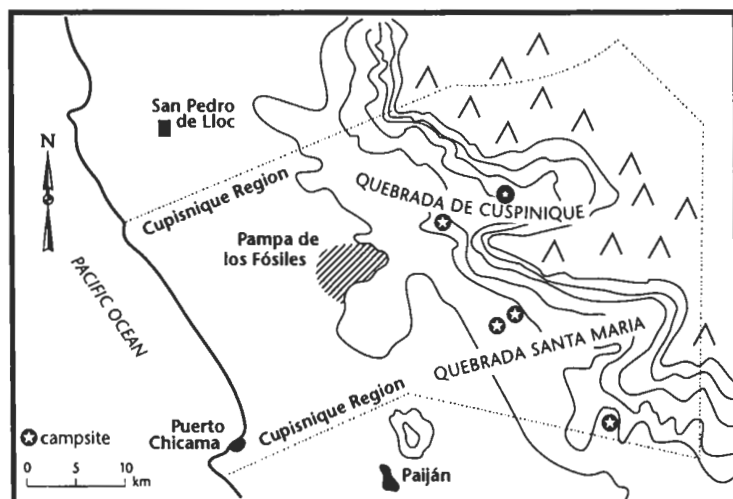 San Pedro
de Lloc
N
Cupisnique Region
QUEBRADA DE CUSPINIQUE
Pampa de
los Fósiles
PACIFIC OCEAN
QUEBRADA SANTA MARIA
Cupisnique Region
Puerto
Chicama
campsite
0 5 10
km
Paiján